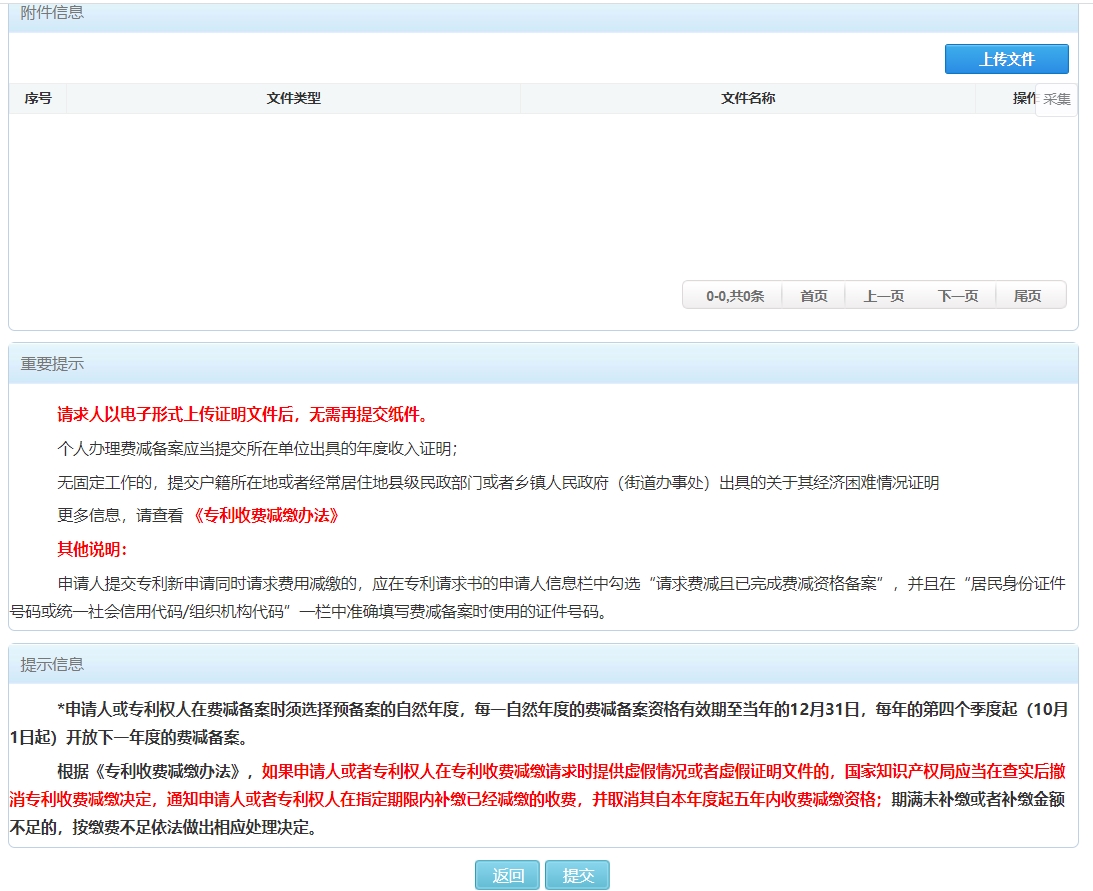 附件信息
上传文件
序号 文件类型 文件名称 操作 采集
0-0,共0条 首页 上一页 下一页 尾页
重要提示
请求人以电子形式上传证明文件后，无需再提交纸件。
个人办理费减备案应当提交所在单位出具的年度收入证明；
无固定工作的，提交户籍所在地或者经常居住地县级民政部门或者乡镇人民政府（街道办事处）出具的关于其经济困难情况证明
更多信息，请查看《专利收费减缴办法》
其他说明：
申请人提交专利新申请同时请求费用减缴的，应在专利请求书的申请人信息栏中勾选“请求费减且已完成费减资格备案”，并且在“居民身份证件
号码或统一社会信用代码/组织机构代码”一栏中准确填写费减备案时使用的证件号码。
提示信息
*申请人或专利权人在费减备案时须选择预备案的自然年度，每一自然年度的费减备案资格有效期至当年的12月31日，每年的第四个季度起（10月
1日起）开放下一年度的费减备案。
根据《专利收费减缴办法》，如果申请人或者专利权人在专利收费减缴请求时提供虚假情况或者虚假证明文件的，国家知识产权局应当在查实后撤
消专利收费减缴决定，通知申请人或者专利权人在指定期限内补缴已经减缴的收费，并取消其自本年度起五年内收费减缴资格；期满未补缴或者补缴金额
不足的，按缴费不足依法做出相应处理决定。
返回 提交